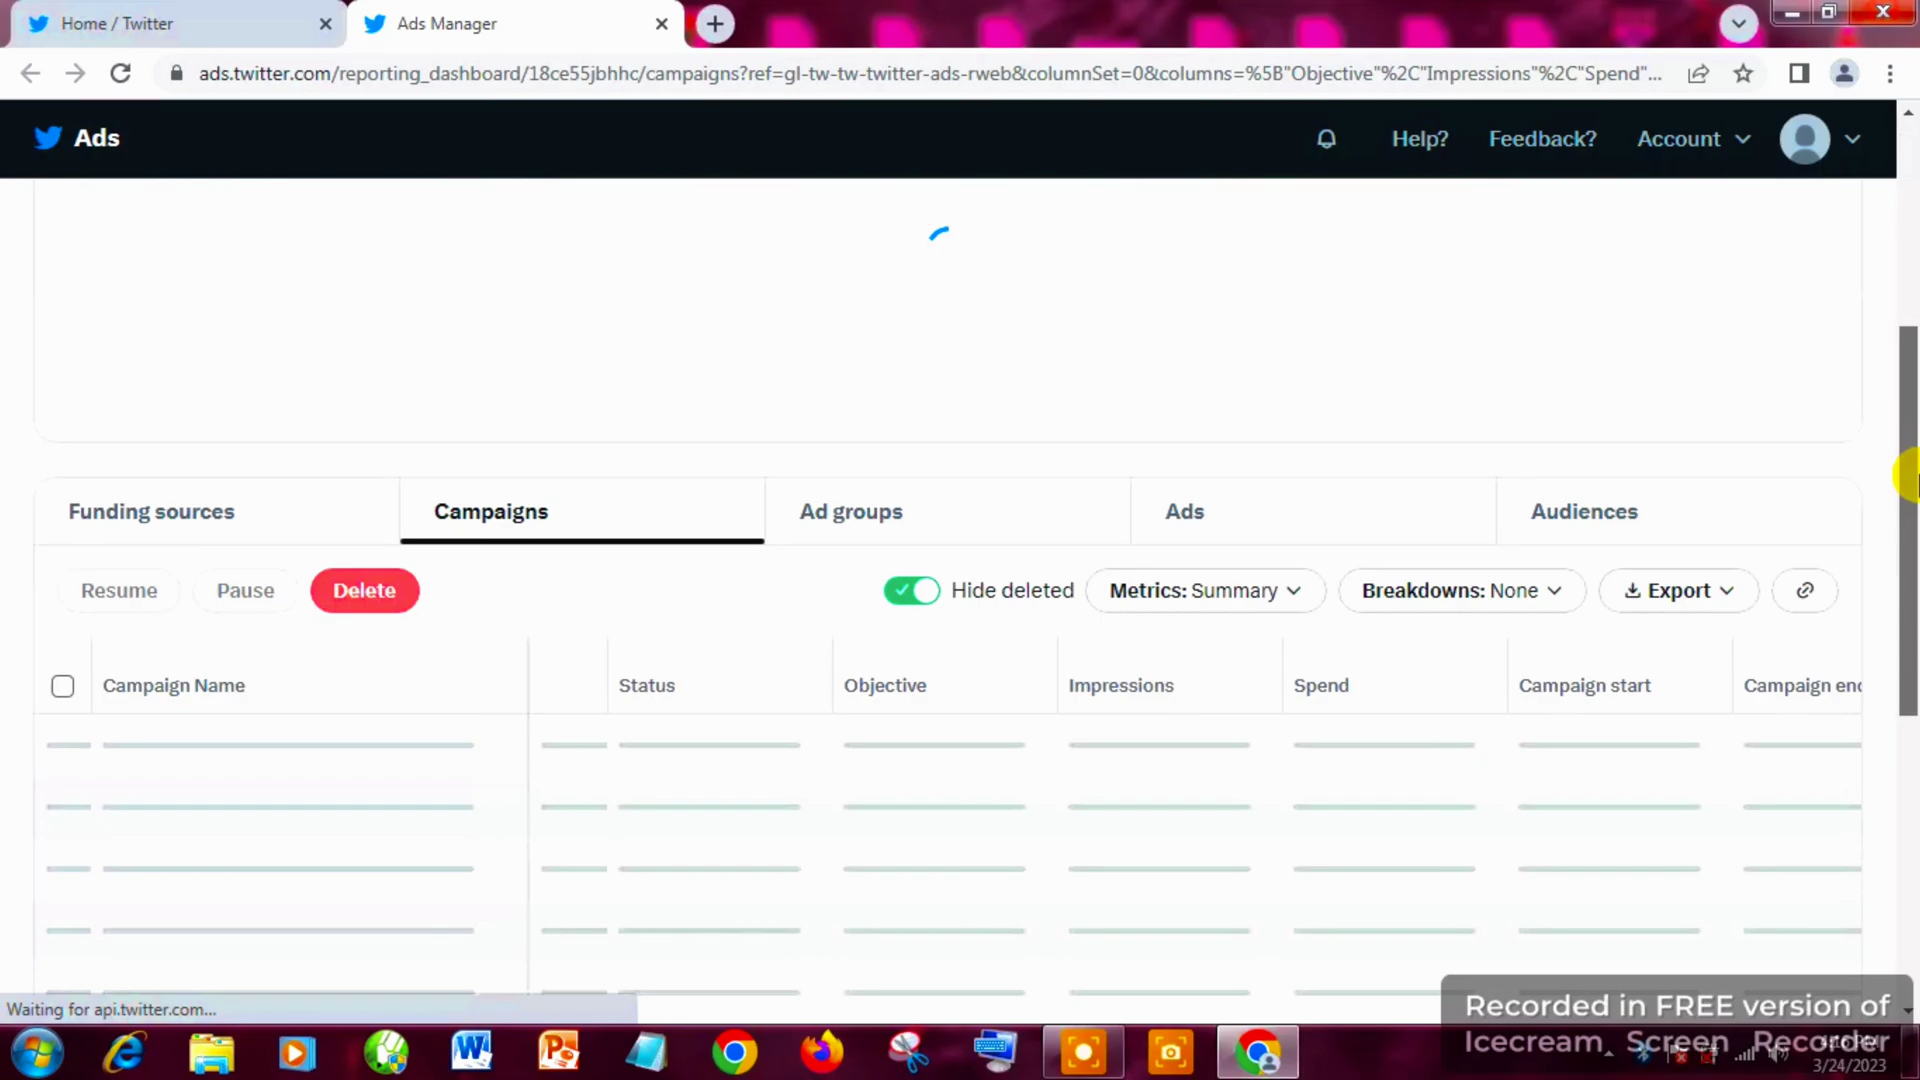 Home / Twitter
Ads Manager
ads.twitter.com/reporting_dashboard/18ce55jbhhc/campaigns?ref=gl-tw-tw-twitter-ads-rweb&columnSet=0&columns=%5B"Objective"%2C"Impressions"%2C"Spend"...
Ads
Help?
Feedback?
Account
Funding sources
Campaigns
Ad groups
Ads
Audiences
Resume
Pause
Delete
Hide deleted
Metrics: Summary
Breakdowns: None
Export
Campaign Name
Status
Objective
Impressions
Spend
Campaign start
Campaign end
Waiting for api.twitter.com...
Recorded in FREE version of
Icecream Screen Recorder
3/24/2023